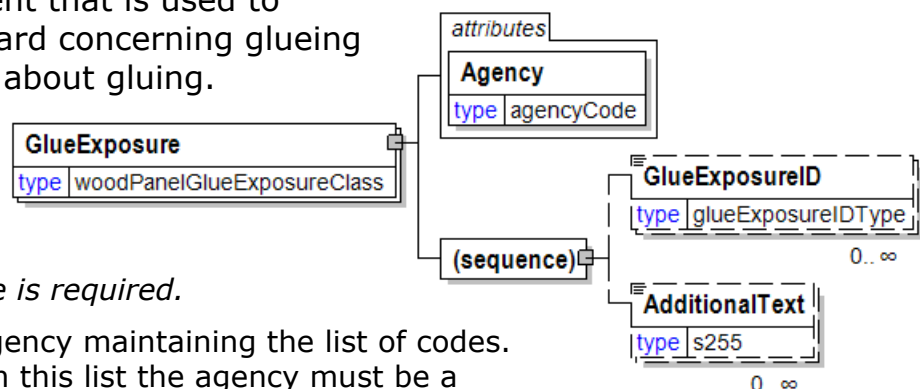 ent that is used to
ard concerning glueing
about gluing.
attributes
Agency
type agencyCode
GlueExposure
type woodPanelGlueExposureClass
GlueExposureID
type glueExposureIDType
0.. ∞
(sequence)
e is required.
AdditionalText
type s255
0.. ∞
gency maintaining the list of codes.
n this list the agency must be a